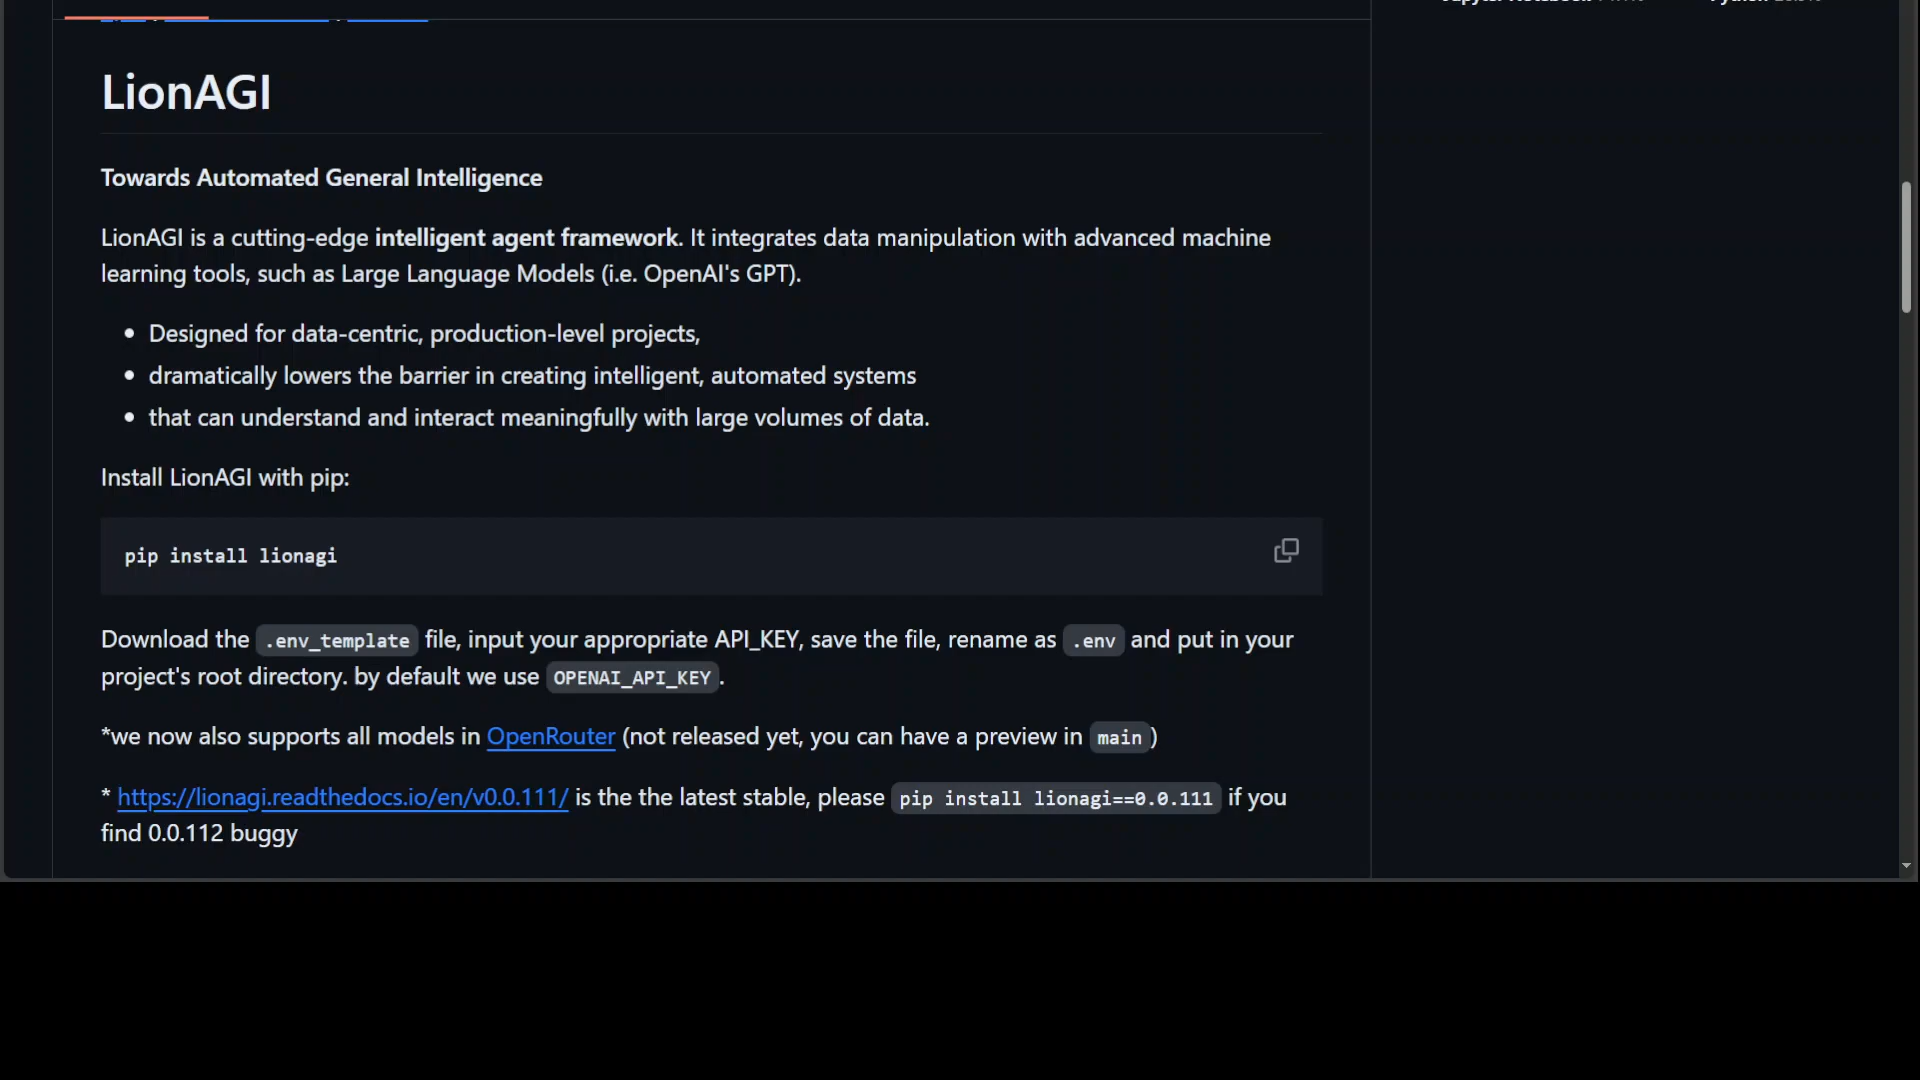 LionAGI
Towards Automated General Intelligence
LionAGI is a cutting-edge intelligent agent framework. It integrates data manipulation with advanced machine
learning tools, such as Large Language Models (i.e. OpenAI's GPT).
• Designed for data-centric, production-level projects,
• dramatically lowers the barrier in creating intelligent, automated systems
• that can understand and interact meaningfully with large volumes of data.
Install LionAGI with pip:
pip install lionagi
Download the .env_template file, input your appropriate API_KEY, save the file, rename as .env and put in your
project's root directory. by default we use OPENAI_API_KEY.
*we now also supports all models in OpenRouter (not released yet, you can have a preview in main)
* https://lionagi.readthedocs.io/en/v0.0.111/ is the the latest stable, please pip install lionagi==0.0.111 if you
find 0.0.112 buggy